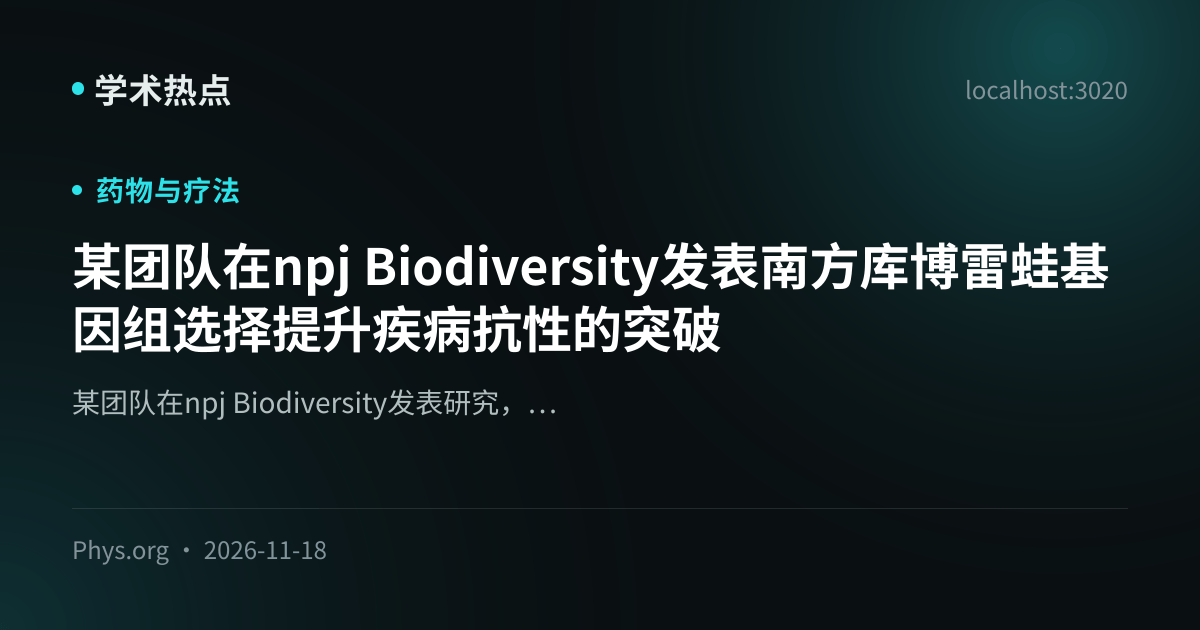 学术热点
localhost:3020
药物与疗法
某团队在npj Biodiversity发表南方库博雷蛙基
因组选择提升疾病抗性的突破
某团队在npj Biodiversity发表研究，…
Phys.org · 2026-11-18